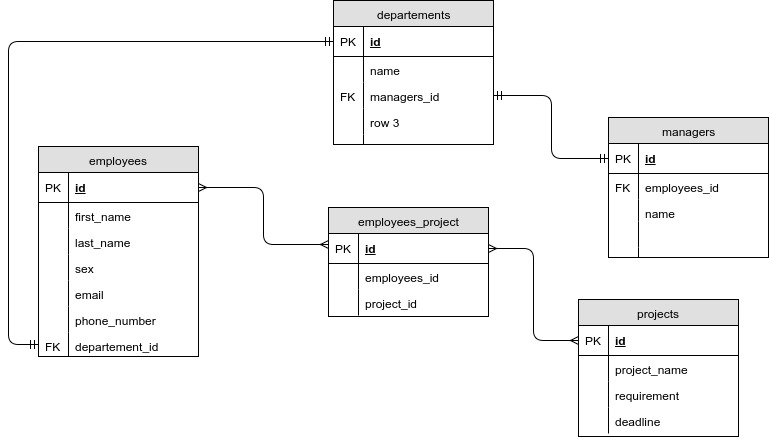 departements
PK id
name
FK managers_id
row 3
managers
PK id
FK employees_id
name
employees
PK id
first_name
last_name
sex
email
phone_number
FK departement_id
employees_project
PK id
employees_id
project_id
projects
PK id
project_name
requirement
deadline